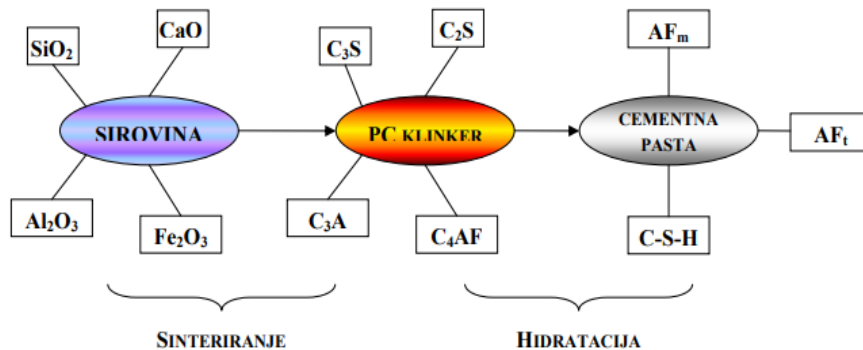 SiO₂
CaO
C₃S
C₂S
AFₘ
SIROVINA
PC KLINKER
CEMENTNA
PASTA
AFₜ
Al₂O₃
Fe₂O₃
C₃A
C₄AF
C-S-H
SINTERIRANJE
HIDRATACIJA